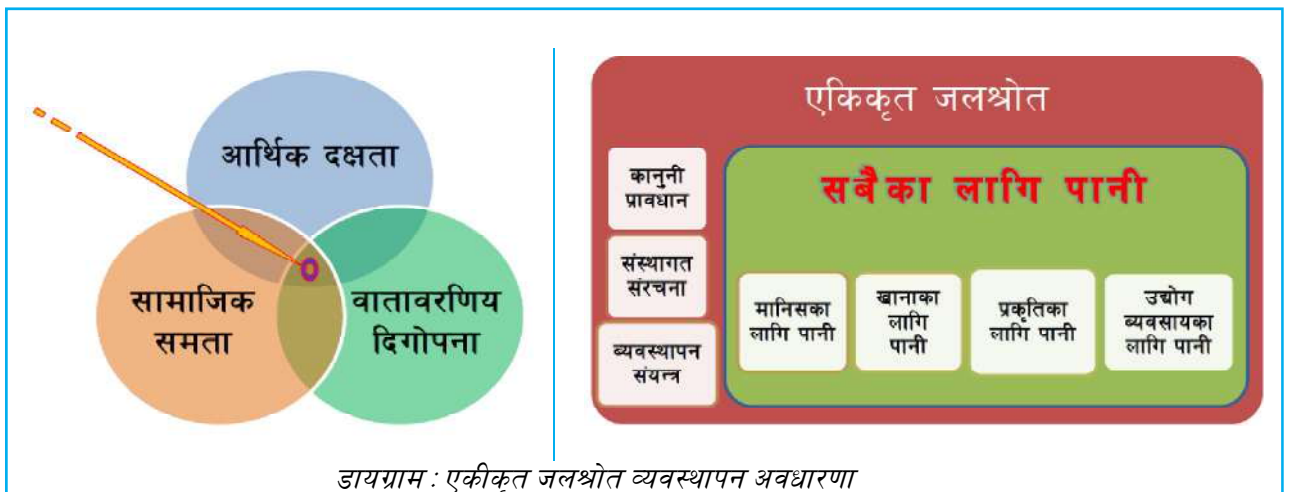 आर्थिक दक्षता
सामाजिक
समता
वातावरणिय
दिगोपना
एकिकृत जलश्रोत
कानुनी
प्रावधान
संस्थागत
संरचना
व्यवस्थापन
संयन्त्र
सबैका लागि पानी
मानिसका
लागि पानी
खानाका
लागि
पानी
प्रकृतिका
लागि पानी
उद्योग
ब्यवसायका
लागि पानी
डायग्राम : एकीकृत जलश्रोत व्यवस्थापन अवधारणा